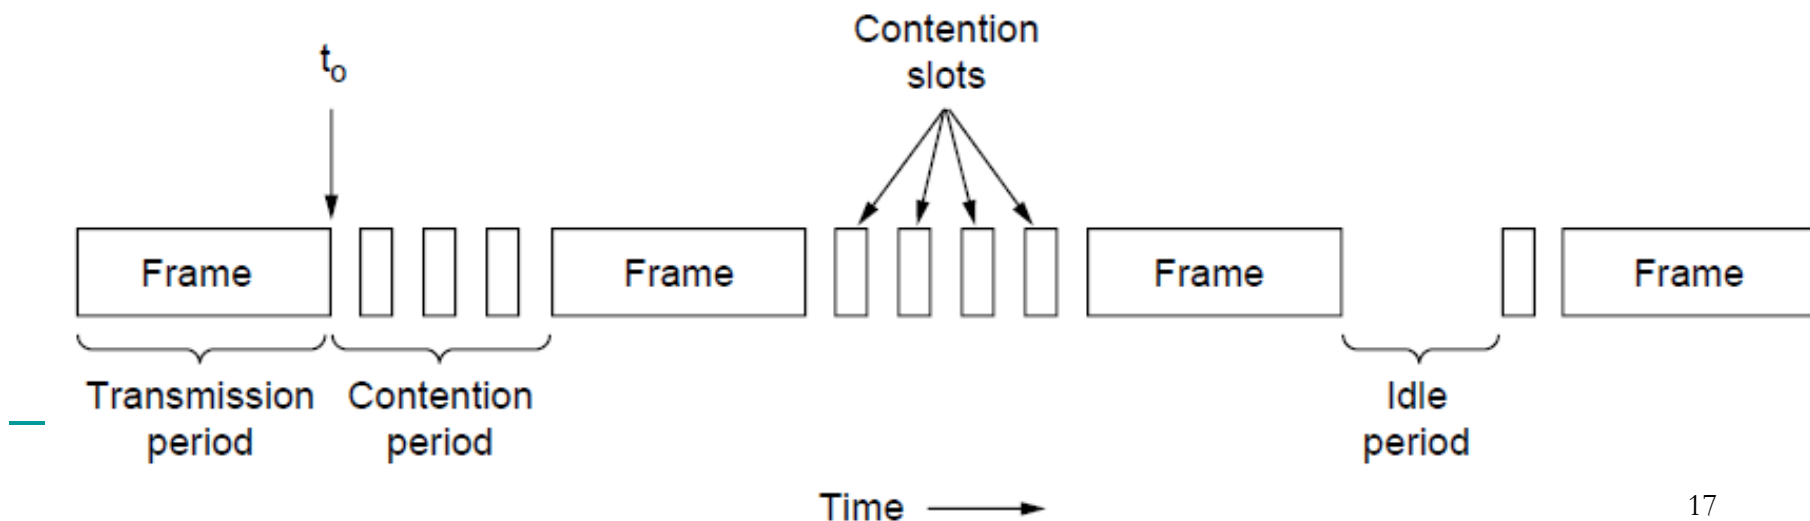 Contention
slots
t₀
Frame
Frame
Frame
Frame
Transmission
period
Contention
period
Idle
period
Time
17